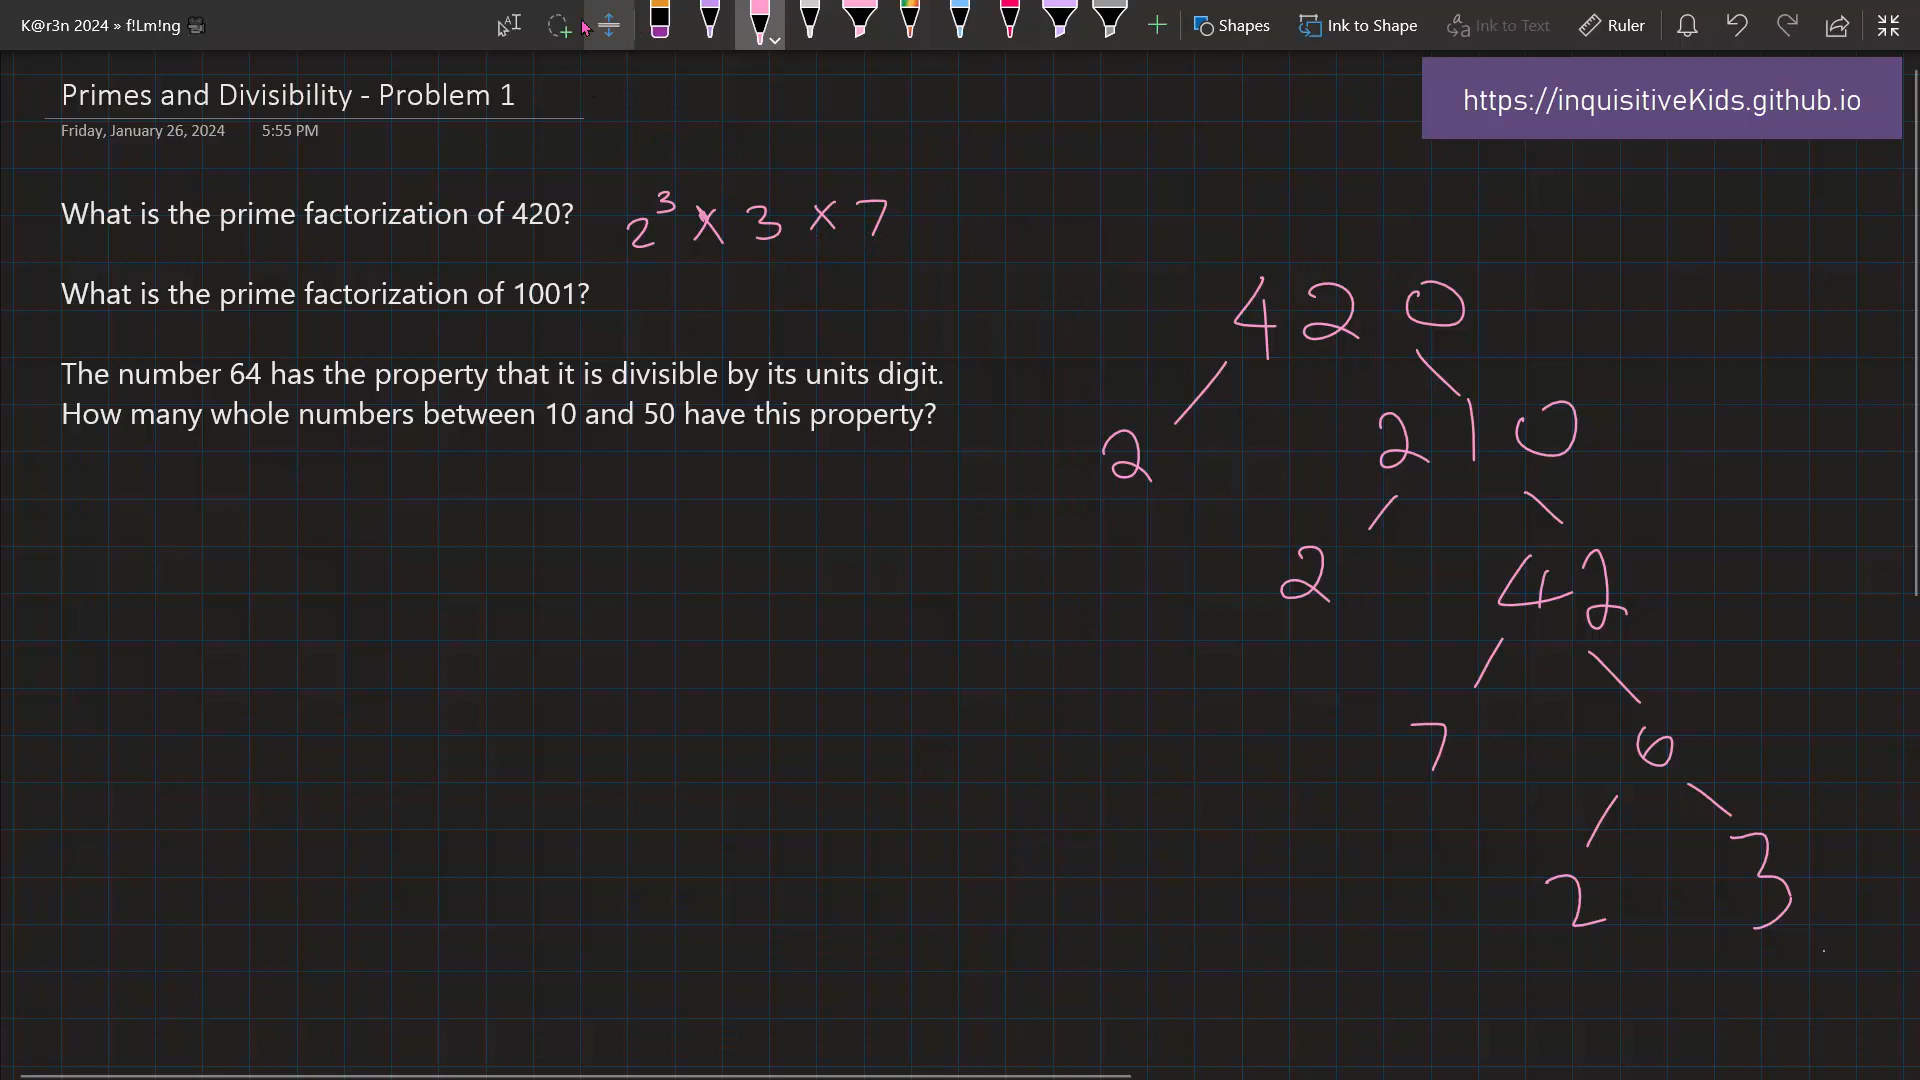 K@r3n 2024 » f!Lm!ng
Shapes
Ink to Shape
Ink to Text
Ruler
Primes and Divisibility - Problem 1
Friday, January 26, 2024 5:55 PM
https://inquisitiveKids.github.io
What is the prime factorization of 420? 2³ × 3 × 7
What is the prime factorization of 1001?
The number 64 has the property that it is divisible by its units digit.
How many whole numbers between 10 and 50 have this property?
420
2 210
2 42
7 6
2 3